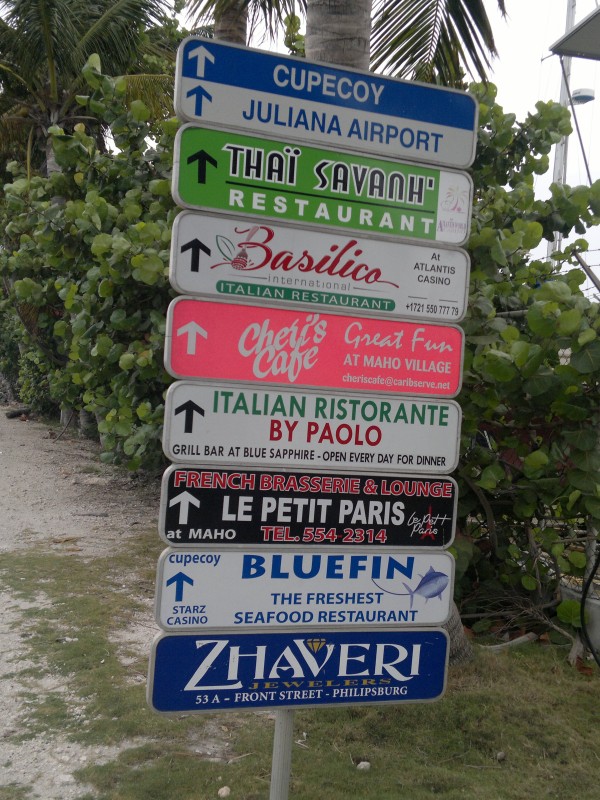 CUPECOY
JULIANA AIRPORT
THAÏ SAVANH'
RESTAURANT
Basilico
international
ITALIAN RESTAURANT
At
ATLANTIS
CASINO
+1721 550 777 79
Cheri's
Cafe
Great Fun
AT MAHO VILLAGE
cheriscafe@caribserve.net
ITALIAN RISTORANTE
BY PAOLO
GRILL BAR AT BLUE SAPPHIRE - OPEN EVERY DAY FOR DINNER
FRENCH BRASSERIE & LOUNGE
LE PETIT PARIS
at MAHO
TEL. 554 2314
Le Petit
Paris
cupecoy
STARZ
CASINO
BLUEFIN
THE FRESHEST
SEAFOOD RESTAURANT
ZHAVERI
JEWELERS
53 A - FRONT STREET - PHILIPSBURG